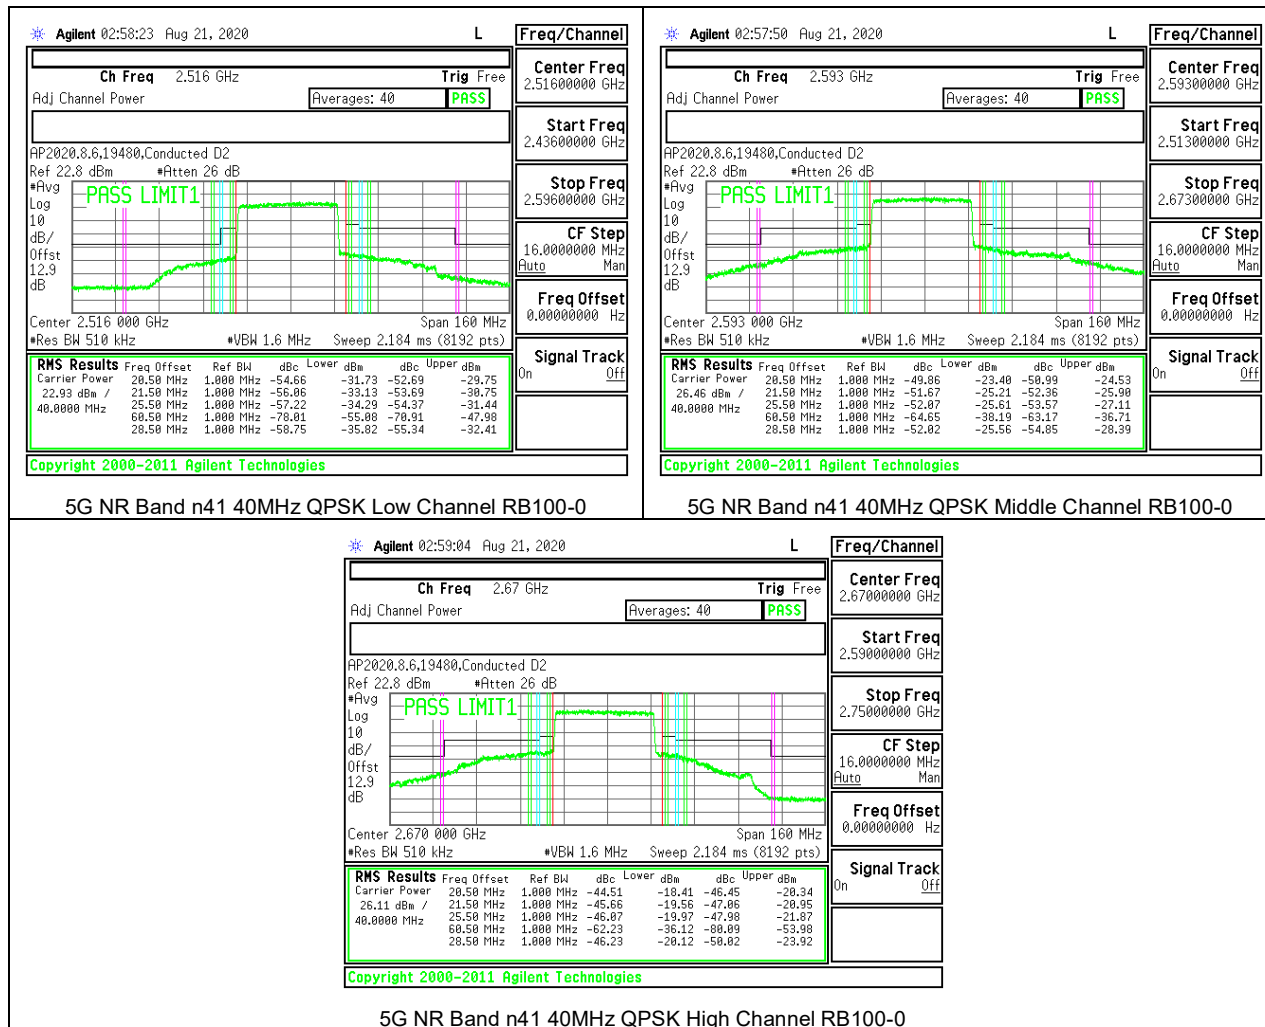 Agilent 02:58:23 Aug 21, 2020 L Freq/Channel
Ch Freq 2.516 GHz Trig Free
Adj Channel Power Averages: 40 PASS
Center Freq
2.51600000 GHz
Start Freq
2.43600000 GHz
AP2020.8.6,19480,Conducted D2
Ref 22.8 dBm #Atten 26 dB
#Avg
Log
10
dB/
Offst
12.9
dB
PASS LIMIT1
Stop Freq
2.59600000 GHz
CF Step
16.0000000 MHz
Auto Man
Freq Offset
0.00000000 Hz
Center 2.516 000 GHz Span 160 MHz
#Res BW 510 kHz #VBW 1.6 MHz Sweep 2.184 ms (8192 pts)
Signal Track
On Off
RMS Results Freq Offset Ref BW dBc Lower dBm dBc Upper dBm
Carrier Power 20.50 MHz 1.000 MHz -54.66 -31.73 -52.69 -29.75
22.93 dBm / 21.50 MHz 1.000 MHz -56.06 -33.13 -53.69 -30.75
40.0000 MHz 25.50 MHz 1.000 MHz -57.22 -34.29 -54.37 -31.44
60.50 MHz 1.000 MHz -78.01 -55.08 -70.91 -47.98
28.50 MHz 1.000 MHz -58.75 -35.82 -55.34 -32.41
Copyright 2000-2011 Agilent Technologies
5G NR Band n41 40MHz QPSK Low Channel RB100-0
Agilent 02:57:50 Aug 21, 2020 L Freq/Channel
Ch Freq 2.593 GHz Trig Free
Adj Channel Power Averages: 40 PASS
Center Freq
2.59300000 GHz
Start Freq
2.51300000 GHz
AP2020.8.6,19480,Conducted D2
Ref 22.8 dBm #Atten 26 dB
#Avg
Log
10
dB/
Offst
12.9
dB
PASS LIMIT1
Stop Freq
2.67300000 GHz
CF Step
16.0000000 MHz
Auto Man
Freq Offset
0.00000000 Hz
Center 2.593 000 GHz Span 160 MHz
#Res BW 510 kHz #VBW 1.6 MHz Sweep 2.184 ms (8192 pts)
Signal Track
On Off
RMS Results Freq Offset Ref BW dBc Lower dBm dBc Upper dBm
Carrier Power 20.50 MHz 1.000 MHz -49.86 -23.40 -50.99 -24.53
26.46 dBm / 21.50 MHz 1.000 MHz -51.67 -25.21 -52.36 -25.90
40.0000 MHz 25.50 MHz 1.000 MHz -52.07 -25.61 -53.57 -27.11
60.50 MHz 1.000 MHz -64.65 -38.19 -63.17 -36.71
28.50 MHz 1.000 MHz -52.02 -25.56 -54.85 -28.39
Copyright 2000-2011 Agilent Technologies
5G NR Band n41 40MHz QPSK Middle Channel RB100-0
Agilent 02:59:04 Aug 21, 2020 L Freq/Channel
Ch Freq 2.67 GHz Trig Free
Adj Channel Power Averages: 40 PASS
Center Freq
2.67000000 GHz
Start Freq
2.59000000 GHz
AP2020.8.6,19480,Conducted D2
Ref 22.8 dBm #Atten 26 dB
#Avg
Log
10
dB/
Offst
12.9
dB
PASS LIMIT1
Stop Freq
2.75000000 GHz
CF Step
16.0000000 MHz
Auto Man
Freq Offset
0.00000000 Hz
Center 2.670 000 GHz Span 160 MHz
#Res BW 510 kHz #VBW 1.6 MHz Sweep 2.184 ms (8192 pts)
Signal Track
On Off
RMS Results Freq Offset Ref BW dBc Lower dBm dBc Upper dBm
Carrier Power 20.50 MHz 1.000 MHz -44.51 -18.41 -46.45 -20.34
26.11 dBm / 21.50 MHz 1.000 MHz -45.66 -19.56 -47.06 -20.95
40.0000 MHz 25.50 MHz 1.000 MHz -46.07 -19.97 -47.98 -21.87
60.50 MHz 1.000 MHz -62.23 -36.12 -80.09 -53.98
28.50 MHz 1.000 MHz -46.23 -20.12 -50.02 -23.92
Copyright 2000-2011 Agilent Technologies
5G NR Band n41 40MHz QPSK High Channel RB100-0